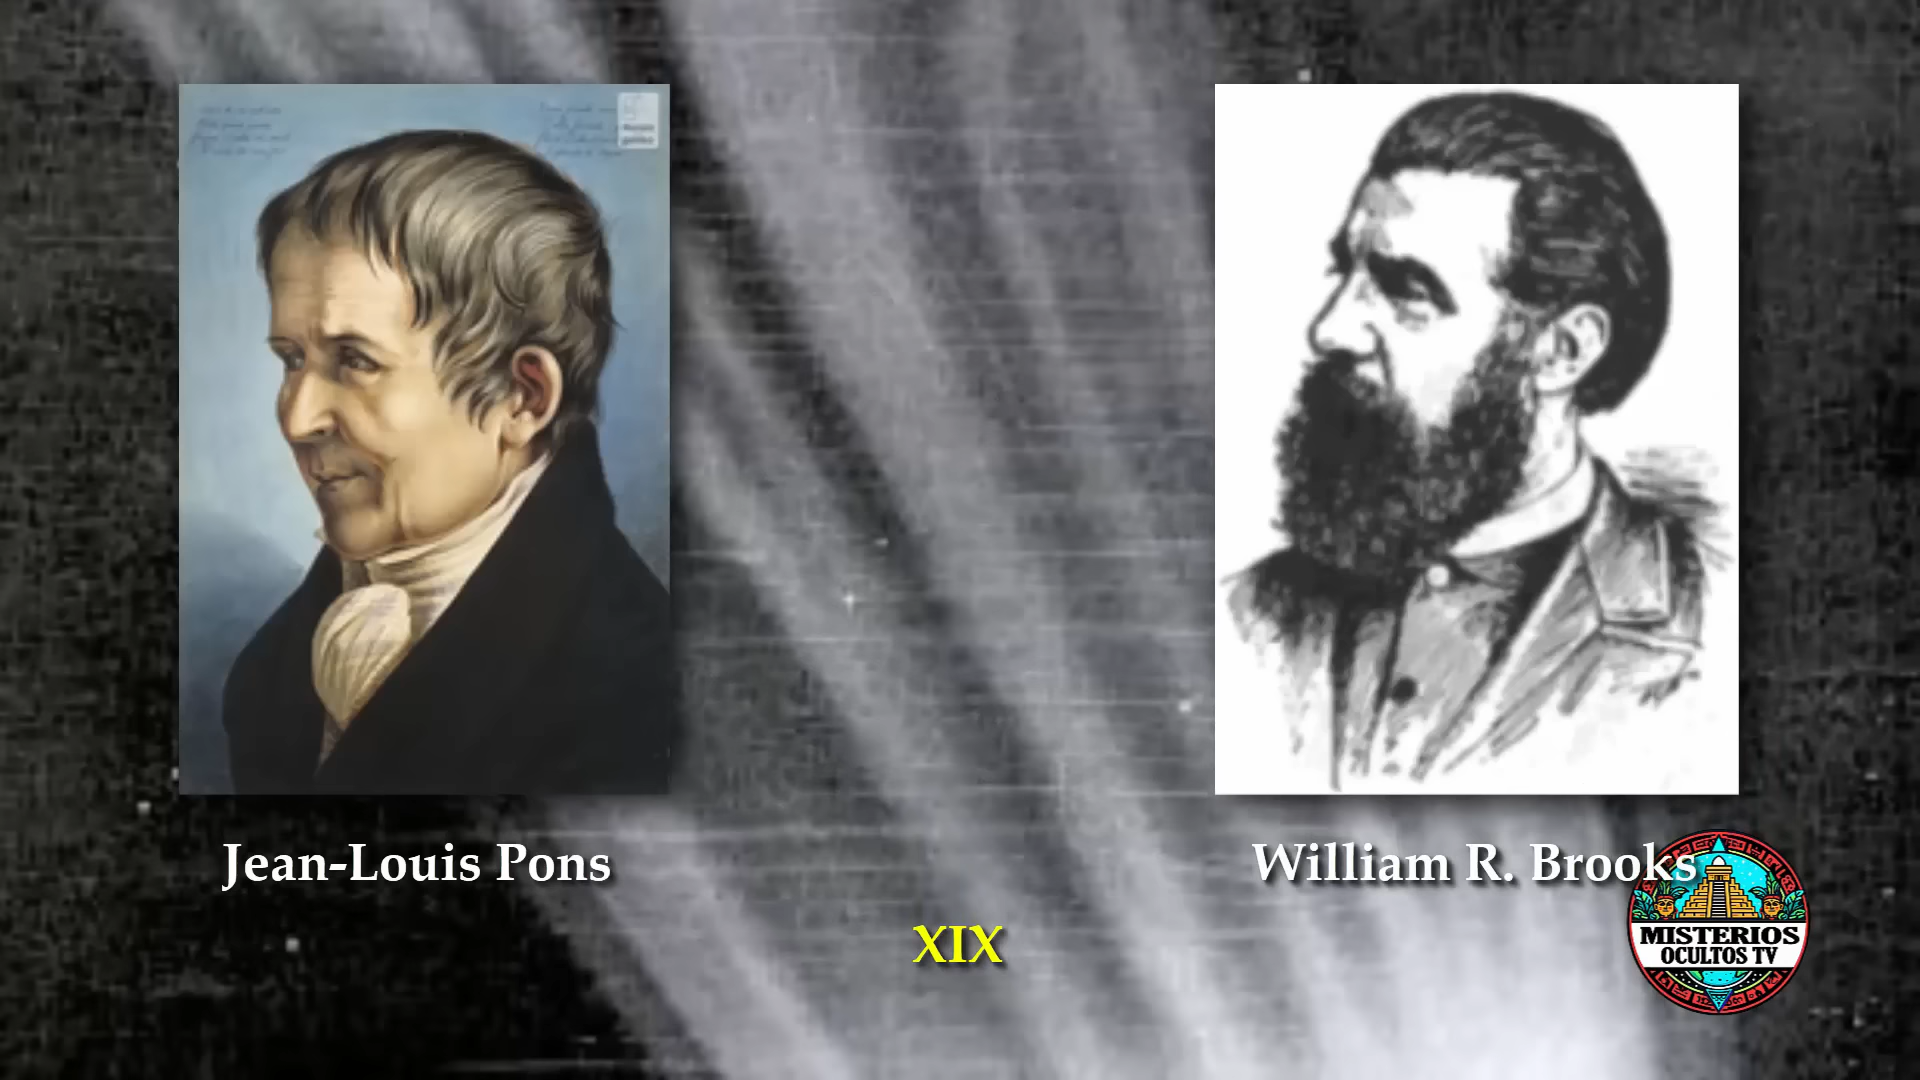 Jean-Louis Pons
William R. Brooks
XIX
MISTERIOS
OCULTOS TV